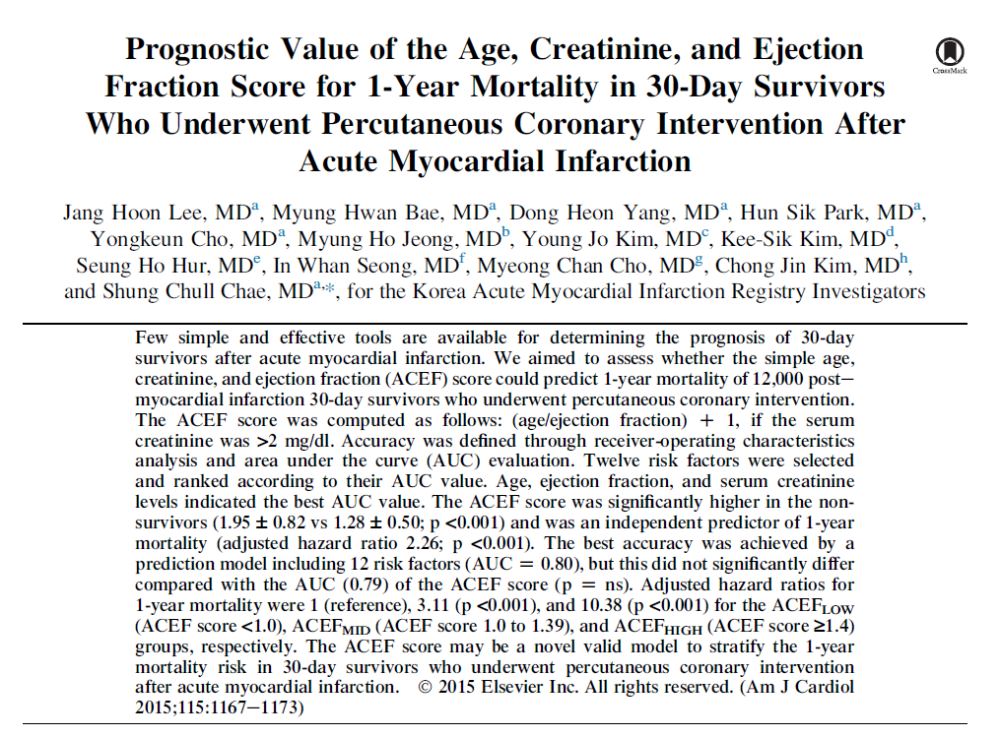 Prognostic Value of the Age, Creatinine, and Ejection
Fraction Score for 1-Year Mortality in 30-Day Survivors
Who Underwent Percutaneous Coronary Intervention After
Acute Myocardial Infarction
CrossMark
Jang Hoon Lee, MDa, Myung Hwan Bae, MDa, Dong Heon Yang, MDa, Hun Sik Park, MDa,
Yongkeun Cho, MDa, Myung Ho Jeong, MDb, Young Jo Kim, MDc, Kee-Sik Kim, MDd,
Seung Ho Hur, MDe, In Whan Seong, MDf, Myeong Chan Cho, MDg, Chong Jin Kim, MDh,
and Shung Chull Chae, MDa,*, for the Korea Acute Myocardial Infarction Registry Investigators
Few simple and effective tools are available for determining the prognosis of 30-day
survivors after acute myocardial infarction. We aimed to assess whether the simple age,
creatinine, and ejection fraction (ACEF) score could predict 1-year mortality of 12,000 post–
myocardial infarction 30-day survivors who underwent percutaneous coronary intervention.
The ACEF score was computed as follows: (age/ejection fraction) + 1, if the serum
creatinine was >2 mg/dl. Accuracy was defined through receiver-operating characteristics
analysis and area under the curve (AUC) evaluation. Twelve risk factors were selected
and ranked according to their AUC value. Age, ejection fraction, and serum creatinine
levels indicated the best AUC value. The ACEF score was significantly higher in the non-
survivors (1.95 ± 0.82 vs 1.28 ± 0.50; p <0.001) and was an independent predictor of 1-year
mortality (adjusted hazard ratio 2.26; p <0.001). The best accuracy was achieved by a
prediction model including 12 risk factors (AUC = 0.80), but this did not significantly differ
compared with the AUC (0.79) of the ACEF score (p = ns). Adjusted hazard ratios for
1-year mortality were 1 (reference), 3.11 (p <0.001), and 10.38 (p <0.001) for the ACEFLOW
(ACEF score <1.0), ACEFMID (ACEF score 1.0 to 1.39), and ACEFHIGH (ACEF score ≥1.4)
groups, respectively. The ACEF score may be a novel valid model to stratify the 1-year
mortality risk in 30-day survivors who underwent percutaneous coronary intervention
after acute myocardial infarction. © 2015 Elsevier Inc. All rights reserved. (Am J Cardiol
2015;115:1167–1173)